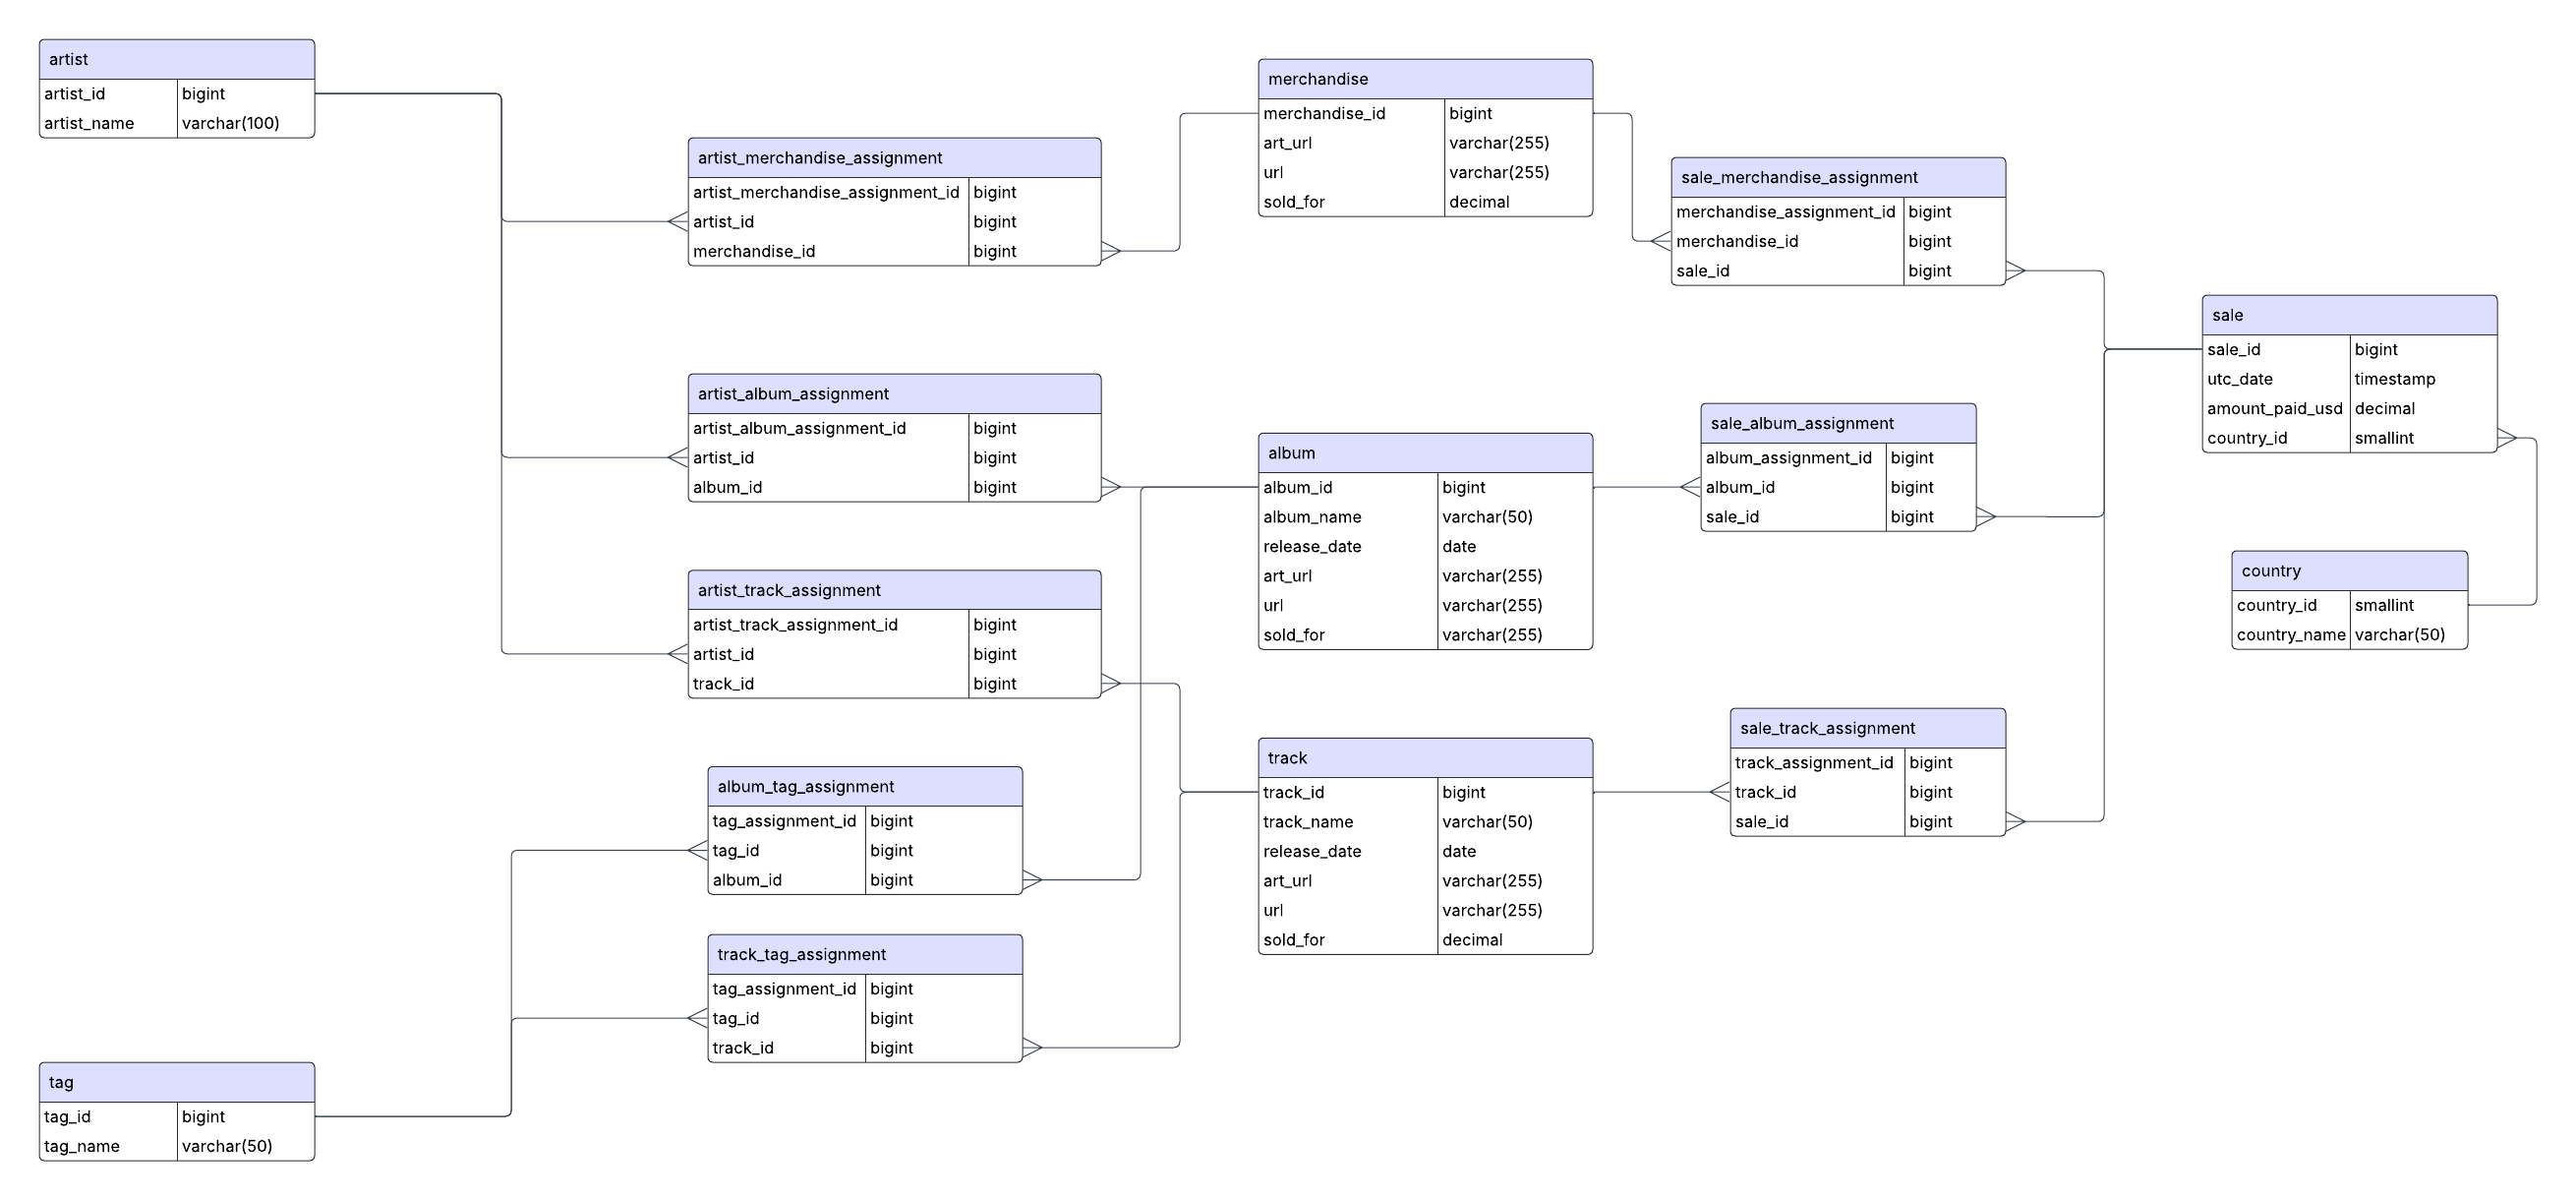 artist
artist_id bigint
artist_name varchar(100)
artist_merchandise_assignment
artist_merchandise_assignment_id bigint
artist_id bigint
merchandise_id bigint
merchandise
merchandise_id bigint
art_url varchar(255)
url varchar(255)
sold_for decimal
sale_merchandise_assignment
merchandise_assignment_id bigint
merchandise_id bigint
sale_id bigint
sale
sale_id bigint
utc_date timestamp
amount_paid_usd decimal
country_id smallint
artist_album_assignment
artist_album_assignment_id bigint
artist_id bigint
album_id bigint
album
album_id bigint
album_name varchar(50)
release_date date
art_url varchar(255)
url varchar(255)
sold_for varchar(255)
sale_album_assignment
album_assignment_id bigint
album_id bigint
sale_id bigint
country
country_id smallint
country_name varchar(50)
artist_track_assignment
artist_track_assignment_id bigint
artist_id bigint
track_id bigint
track
track_id bigint
track_name varchar(50)
release_date date
art_url varchar(255)
url varchar(255)
sold_for decimal
sale_track_assignment
track_assignment_id bigint
track_id bigint
sale_id bigint
album_tag_assignment
tag_assignment_id bigint
tag_id bigint
album_id bigint
track_tag_assignment
tag_assignment_id bigint
tag_id bigint
track_id bigint
tag
tag_id bigint
tag_name varchar(50)